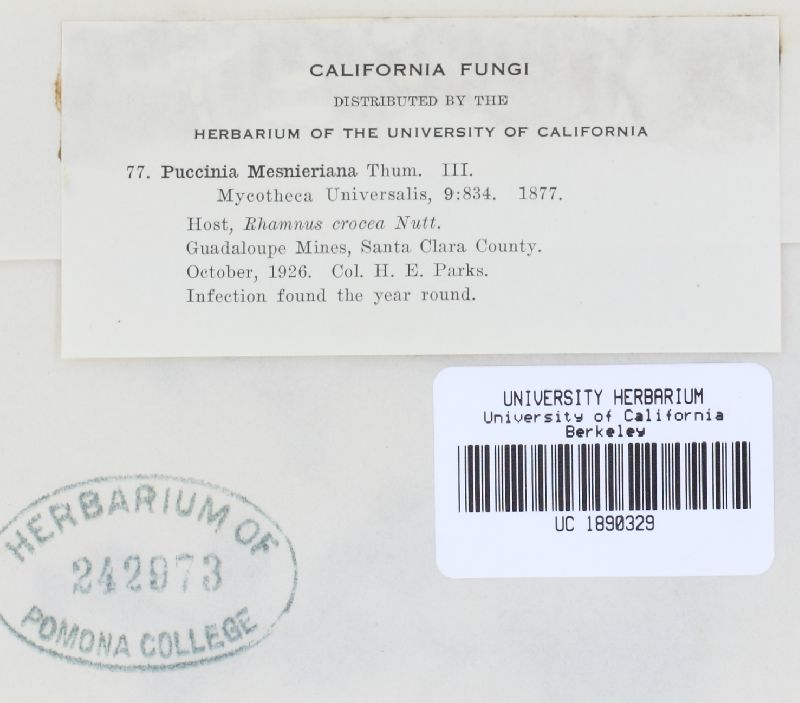 CALIFORNIA FUNGI
DISTRIBUTED BY THE
HERBARIUM OF THE UNIVERSITY OF CALIFORNIA
77. Puccinia Mesnieriana Thum. III.
Mycotheca Universalis, 9:834. 1877.
Host, Rhamnus crocea Nutt.
Guadaloupe Mines, Santa Clara County.
October, 1926. Col. H. E. Parks.
Infection found the year round.
UNIVERSITY HERBARIUM
University of California
Berkeley
UC 1890329
HERBARIUM OF
242973
POMONA COLLEGE